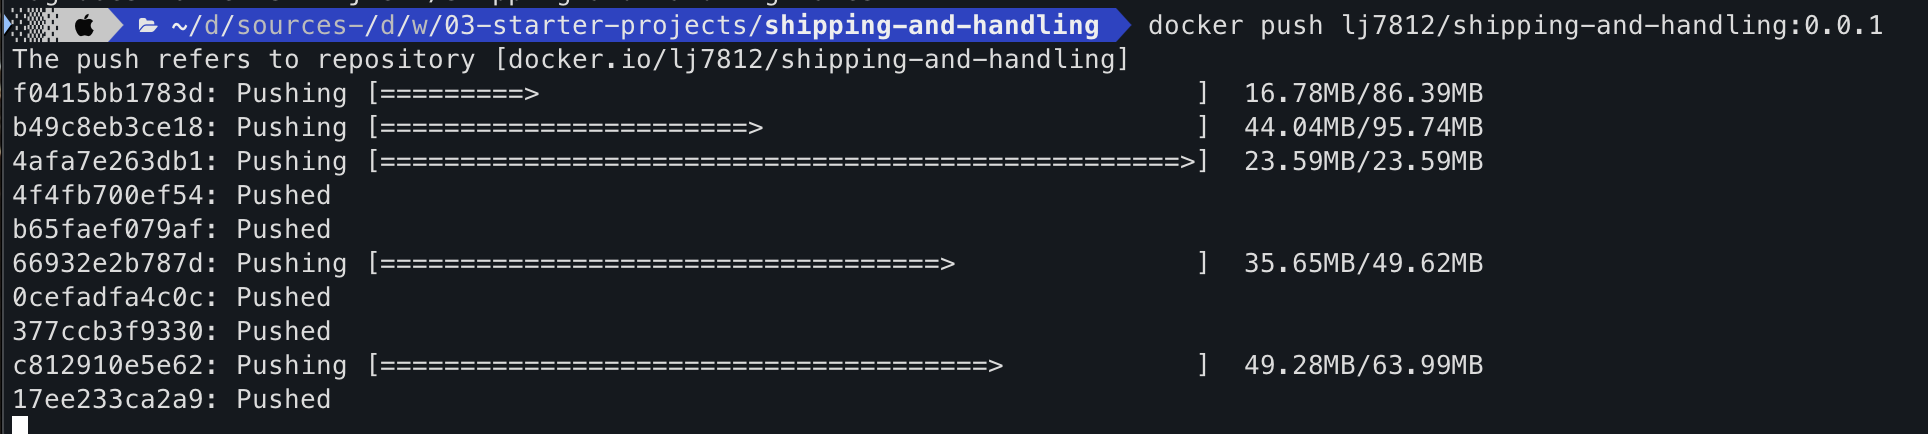 ~/d/sources-/d/w/03-starter-projects/shipping-and-handling docker push lj7812/shipping-and-handling:0.0.1
The push refers to repository [docker.io/lj7812/shipping-and-handling]
f0415bb1783d: Pushing [=========>                                         ]  16.78MB/86.39MB
b49c8eb3ce18: Pushing [=======================>                           ]  44.04MB/95.74MB
4afa7e263db1: Pushing [==================================================>]  23.59MB/23.59MB
4f4fb700ef54: Pushed
b65faef079af: Pushed
66932e2b787d: Pushing [===================================>               ]  35.65MB/49.62MB
0cefadfa4c0c: Pushed
377ccb3f9330: Pushed
c812910e5e62: Pushing [======================================>            ]  49.28MB/63.99MB
17ee233ca2a9: Pushed